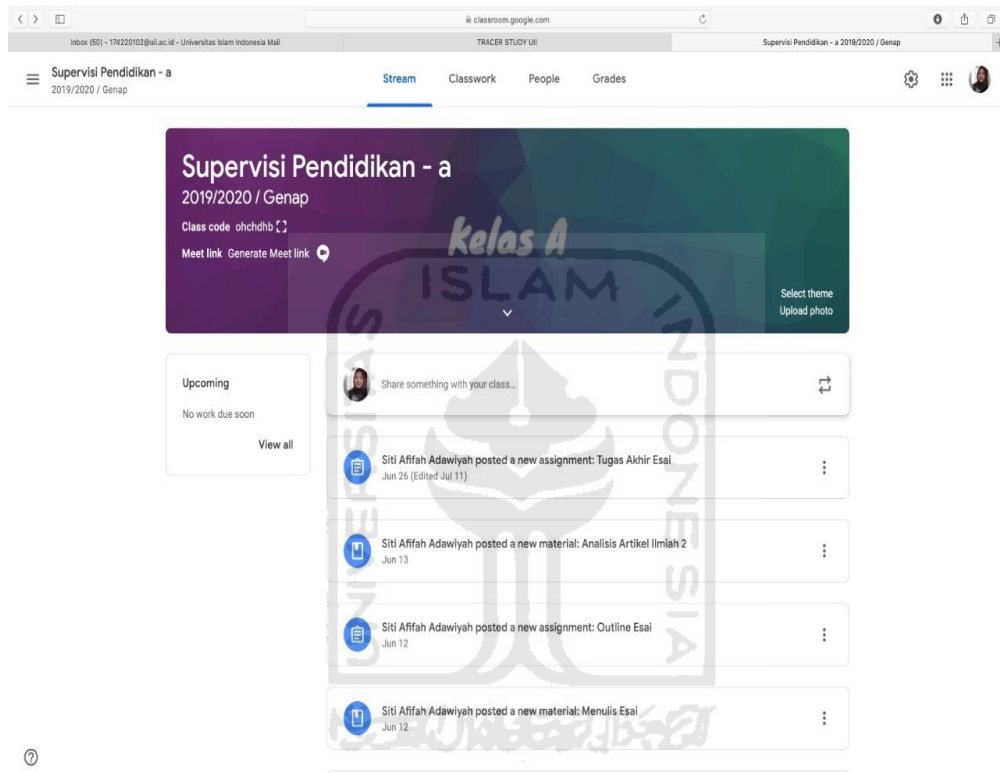 classroom.google.com
Inbox (60) - 174220102@uii.ac.id - Universitas Islam Indonesia Mail
TRACER STUDY UII
Supervisi Pendidikan - a 2019/2020 / Genap
Supervisi Pendidikan - a
2019/2020 / Genap
Stream
Classwork
People
Grades
Supervisi Pendidikan - a
2019/2020 / Genap
Class code ohchdhb
Meet link Generate Meet link
Kelas A
Select theme
Upload photo
Upcoming
No work due soon
View all
Share something with your class...
Siti Afifah Adawiyah posted a new assignment: Tugas Akhir Esai
Jun 26 (Edited Jul 11)
Siti Afifah Adawiyah posted a new material: Analisis Artikel Ilmiah 2
Jun 13
Siti Afifah Adawiyah posted a new assignment: Outline Esai
Jun 12
Siti Afifah Adawiyah posted a new material: Menulis Esai
Jun 12
UNIVERSITAS ISLAM INDONESIA